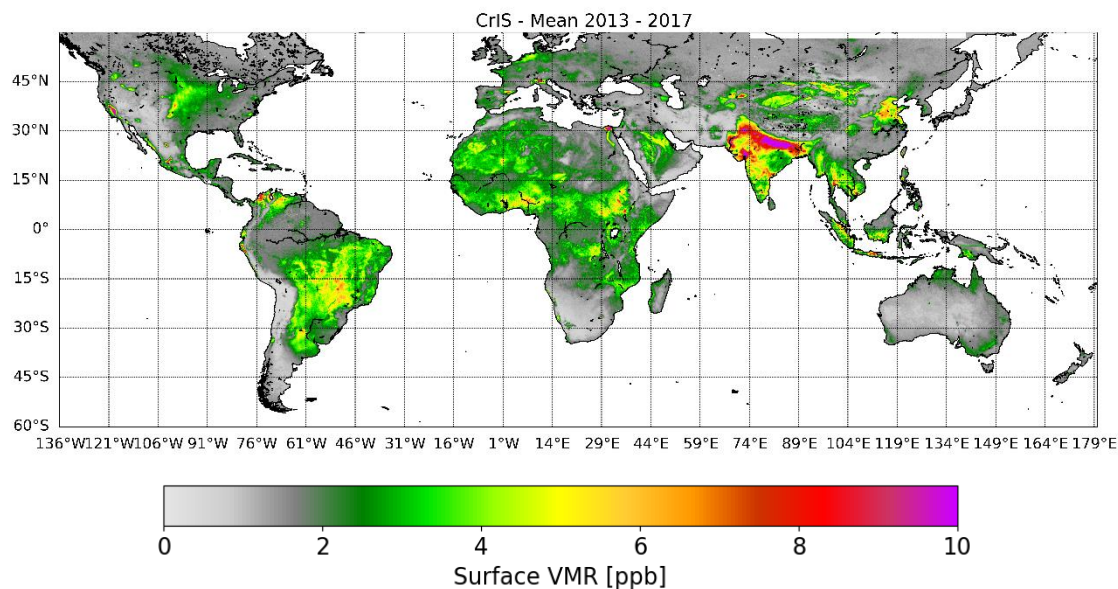 CrIS - Mean 2013 - 2017
45°N
30°N
15°N
0°
15°S
30°S
45°S
60°S
136°W 121°W 106°W 91°W 76°W 61°W 46°W 31°W 16°W 1°W 14°E 29°E 44°E 59°E 74°E 89°E 104°E 119°E 134°E 149°E 164°E 179°E
0 2 4 6 8 10
Surface VMR [ppb]